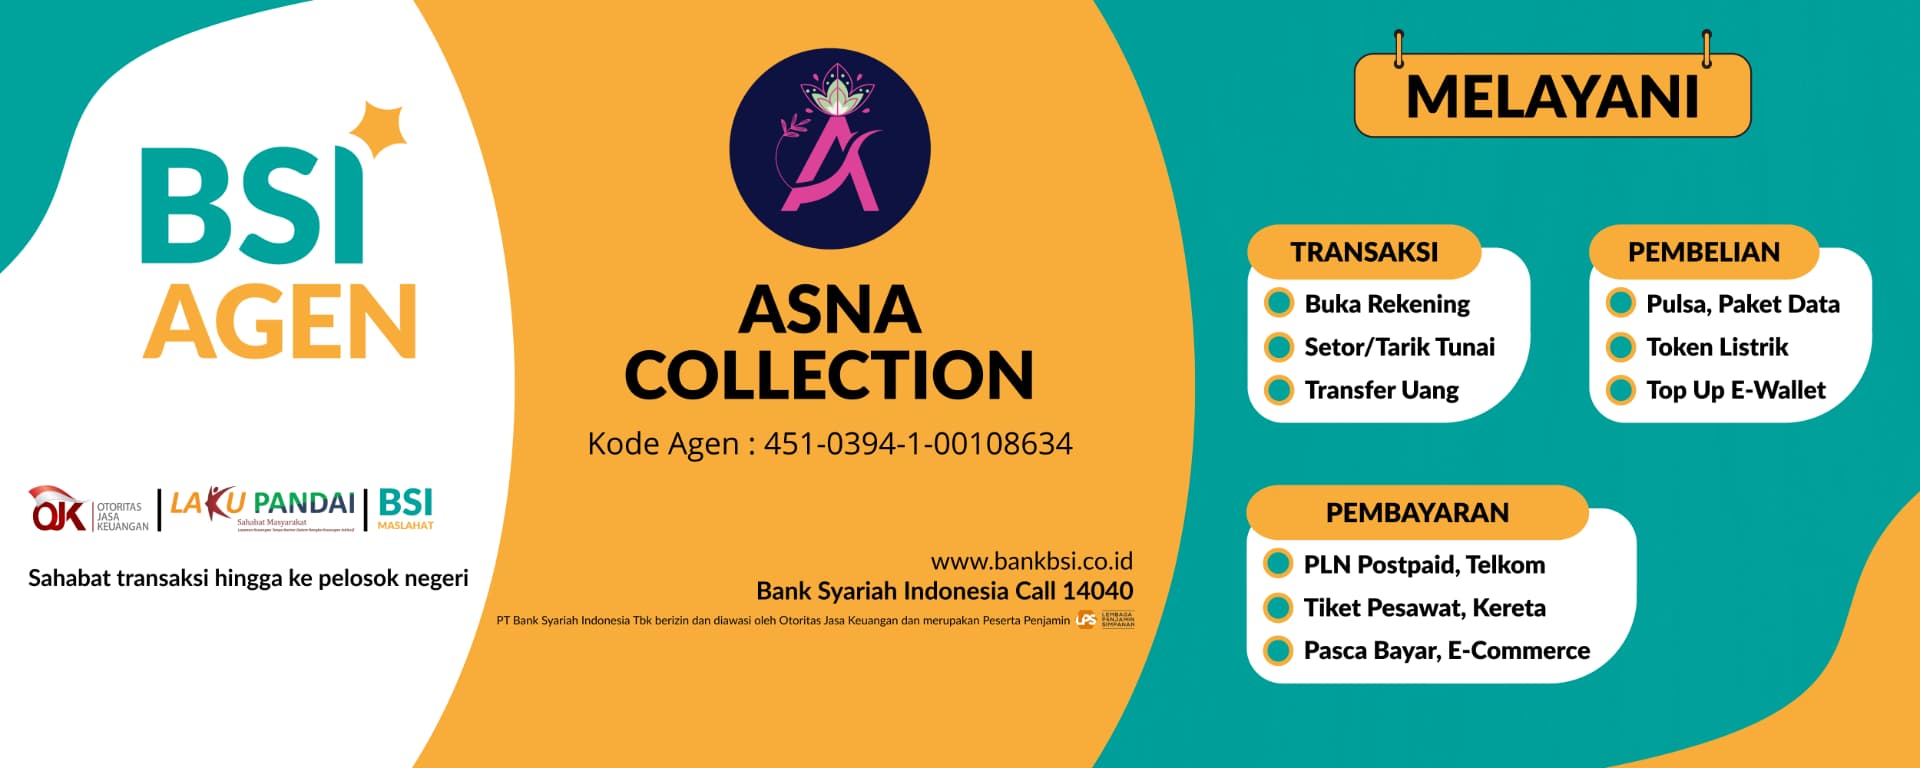 BSI
AGEN
OJK
OTORITAS
JASA
KEUANGAN
LAKU PANDAI
Sahabat Masyarakat
BSI
MASLAHAT
Sahabat transaksi hingga ke pelosok negeri
ASNA
COLLECTION
Kode Agen : 451-0394-1-00108634
www.bankbsi.co.id
Bank Syariah Indonesia Call 14040
PT Bank Syariah Indonesia Tbk berizin dan diawasi oleh Otoritas Jasa Keuangan dan merupakan Peserta Penjamin
LPS
LEMBAGA
PENJAMIN
SIMPANAN
MELAYANI
TRANSAKSI
Buka Rekening
Setor/Tarik Tunai
Transfer Uang
PEMBELIAN
Pulsa, Paket Data
Token Listrik
Top Up E-Wallet
PEMBAYARAN
PLN Postpaid, Telkom
Tiket Pesawat, Kereta
Pasca Bayar, E-Commerce